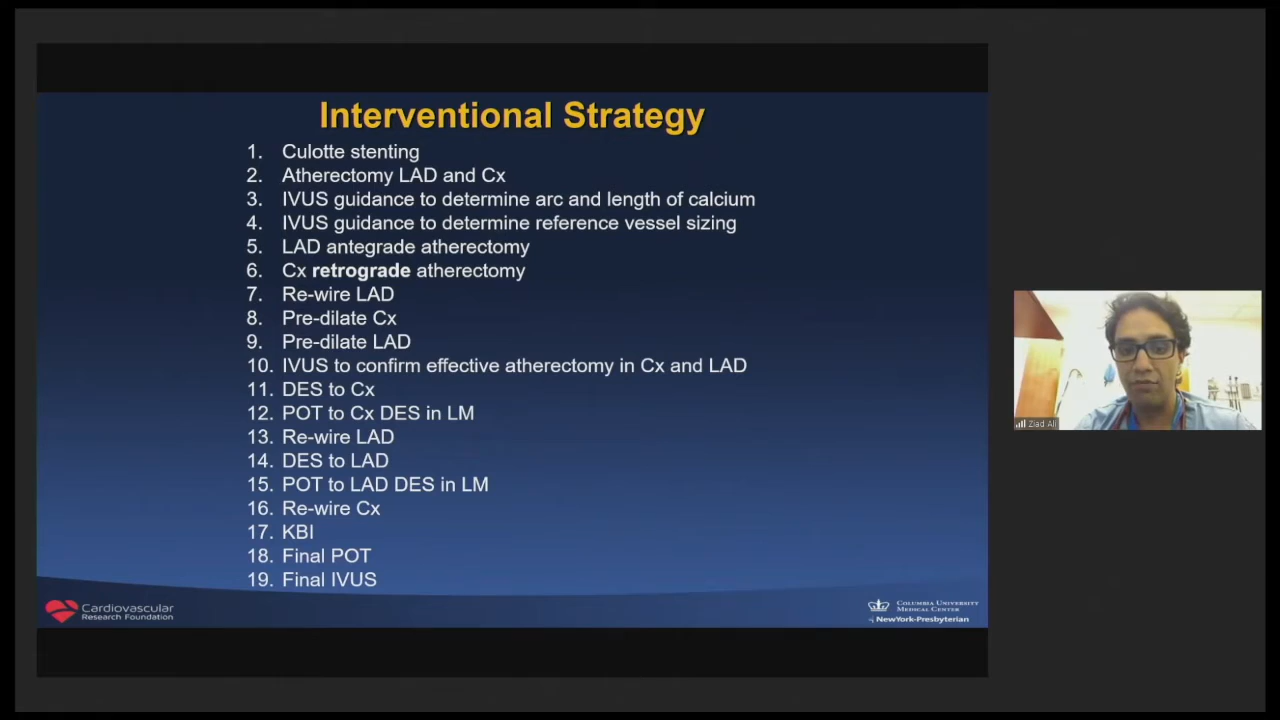 Interventional Strategy
1. Culotte stenting
2. Atherectomy LAD and Cx
3. IVUS guidance to determine arc and length of calcium
4. IVUS guidance to determine reference vessel sizing
5. LAD antegrade atherectomy
6. Cx retrograde atherectomy
7. Re-wire LAD
8. Pre-dilate Cx
9. Pre-dilate LAD
10. IVUS to confirm effective atherectomy in Cx and LAD
11. DES to Cx
12. POT to Cx DES in LM
13. Re-wire LAD
14. DES to LAD
15. POT to LAD DES in LM
16. Re-wire Cx
17. KBI
18. Final POT
19. Final IVUS
Cardiovascular
Research Foundation
COLUMBIA UNIVERSITY
MEDICAL CENTER
NewYork-Presbyterian
Ziad Ali